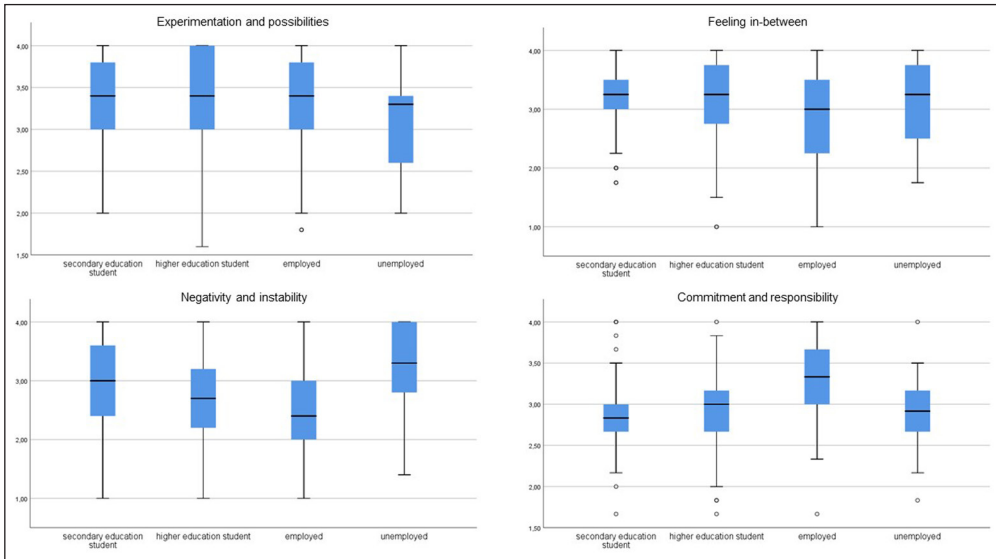 Experimentation and possibilities
4,00
3,50
3,00
2,50
2,00
1,50
secondary education
student
higher education student
employed
unemployed
Feeling in-between
4,00
3,00
2,00
1,00
secondary education
student
higher education student
employed
unemployed
Negativity and instability
4,00
3,00
2,00
1,00
secondary education
student
higher education student
employed
unemployed
Commitment and responsibility
4,00
3,50
3,00
2,50
2,00
1,50
secondary education
student
higher education student
employed
unemployed